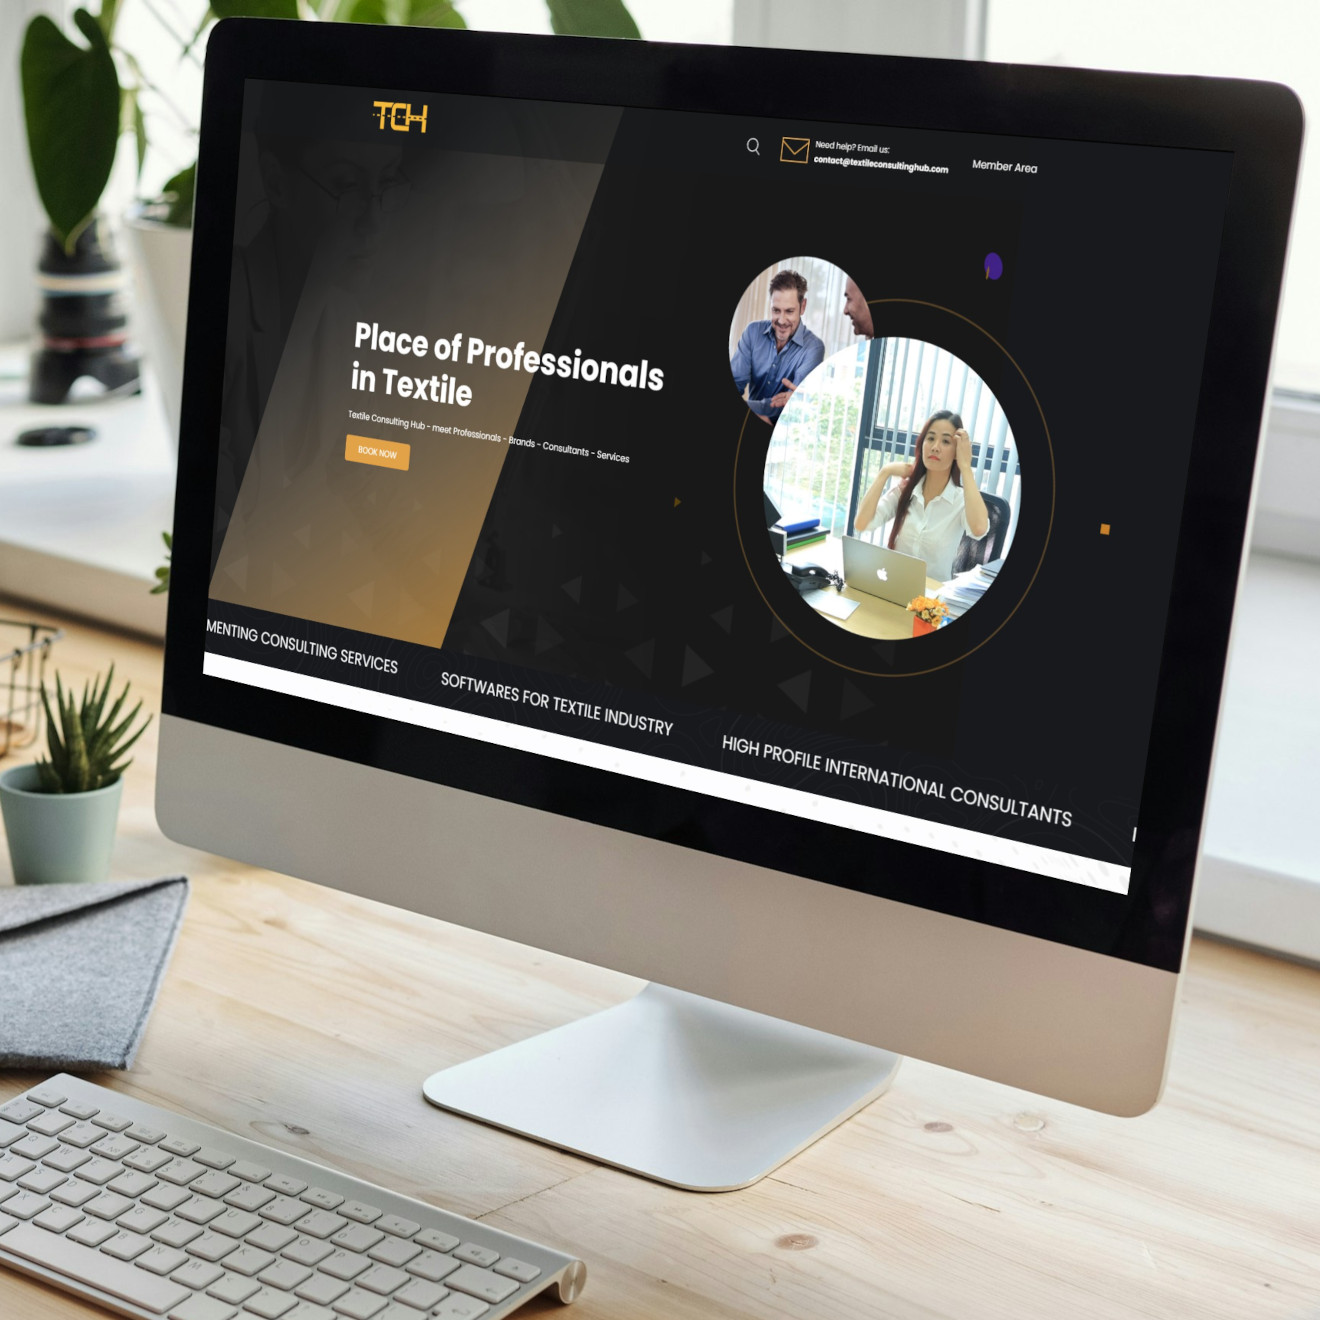 TCH
Need help? Email us:
contact@textileconsultinghub.com
Member Area
Place of Professionals
in Textile
Textile Consulting Hub - meet Professionals - Brands - Consultants - Services
BOOK NOW
MENTING CONSULTING SERVICES
SOFTWARES FOR TEXTILE INDUSTRY
HIGH PROFILE INTERNATIONAL CONSULTANTS